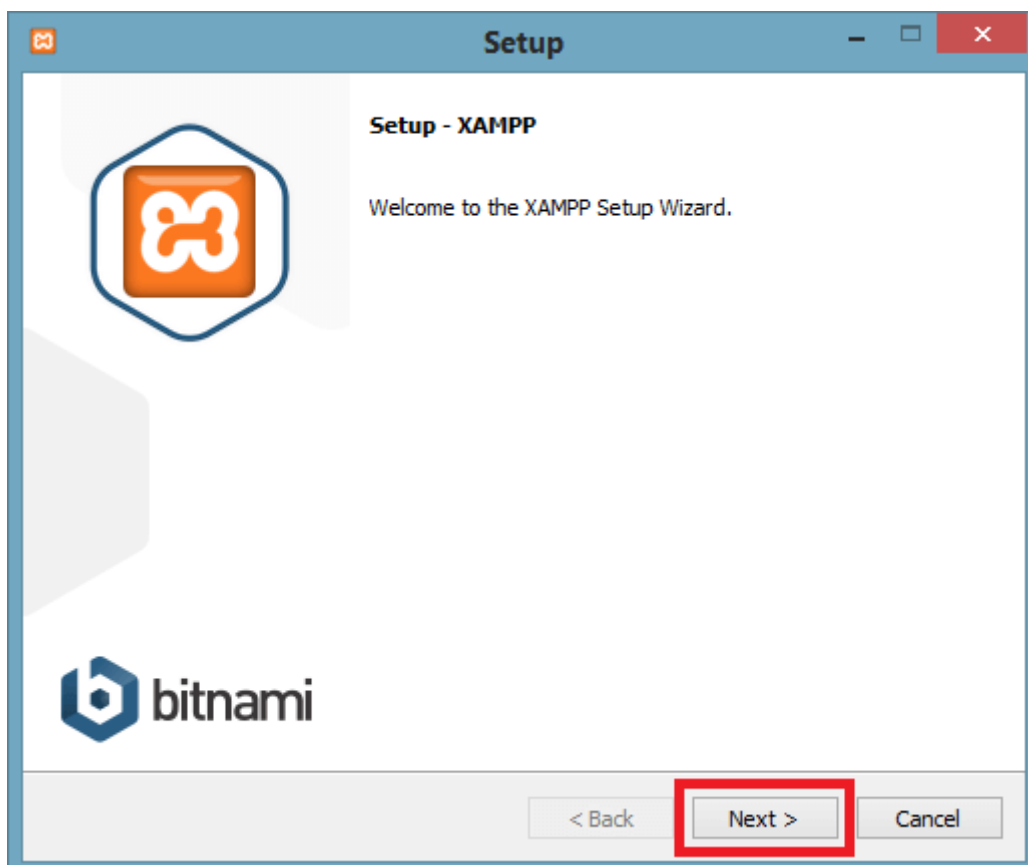 Setup
Setup - XAMPP
Welcome to the XAMPP Setup Wizard.
bitnami
< Back
Next >
Cancel